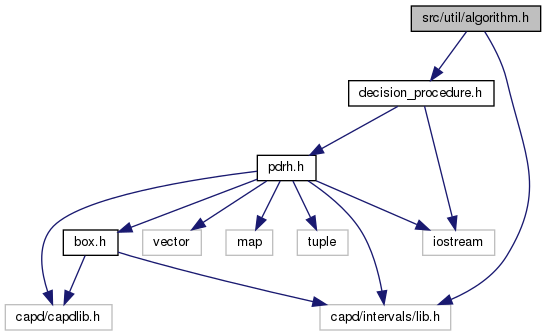 src/util/algorithm.h
decision_procedure.h
pdrh.h
box.h
vector
map
tuple
iostream
capd/capdlib.h
capd/intervals/lib.h